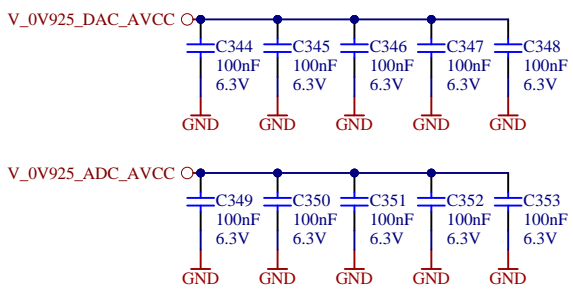 V_0V925_DAC_AVCC
C344 C345 C346 C347 C348
100nF 100nF 100nF 100nF 100nF
6.3V 6.3V 6.3V 6.3V 6.3V
GND GND GND GND GND
V_0V925_ADC_AVCC
C349 C350 C351 C352 C353
100nF 100nF 100nF 100nF 100nF
6.3V 6.3V 6.3V 6.3V 6.3V
GND GND GND GND GND